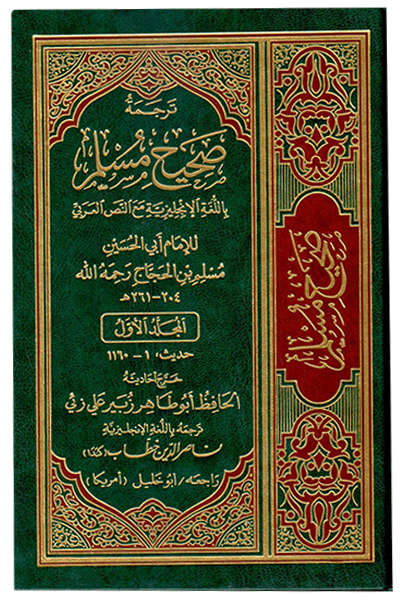 ترجمة
صحيح مسلم
باللغة الإنجليزية مع النص العربي
للإمام أبي الحسين
مسلم بن الحجاج رحمه الله
٢٠٤ - ٢٦١هـ
المجلد الأول
حديث: ١ - ١١٦٠
خرج أحاديثه
الحافظ أبو طاهر زبير علي زئي
ترجمه باللغة الإنجليزية
ناصر الدين خطاب (كندا)
راجعه/ أبو خليل (أمريكا)
صحيح مسلم